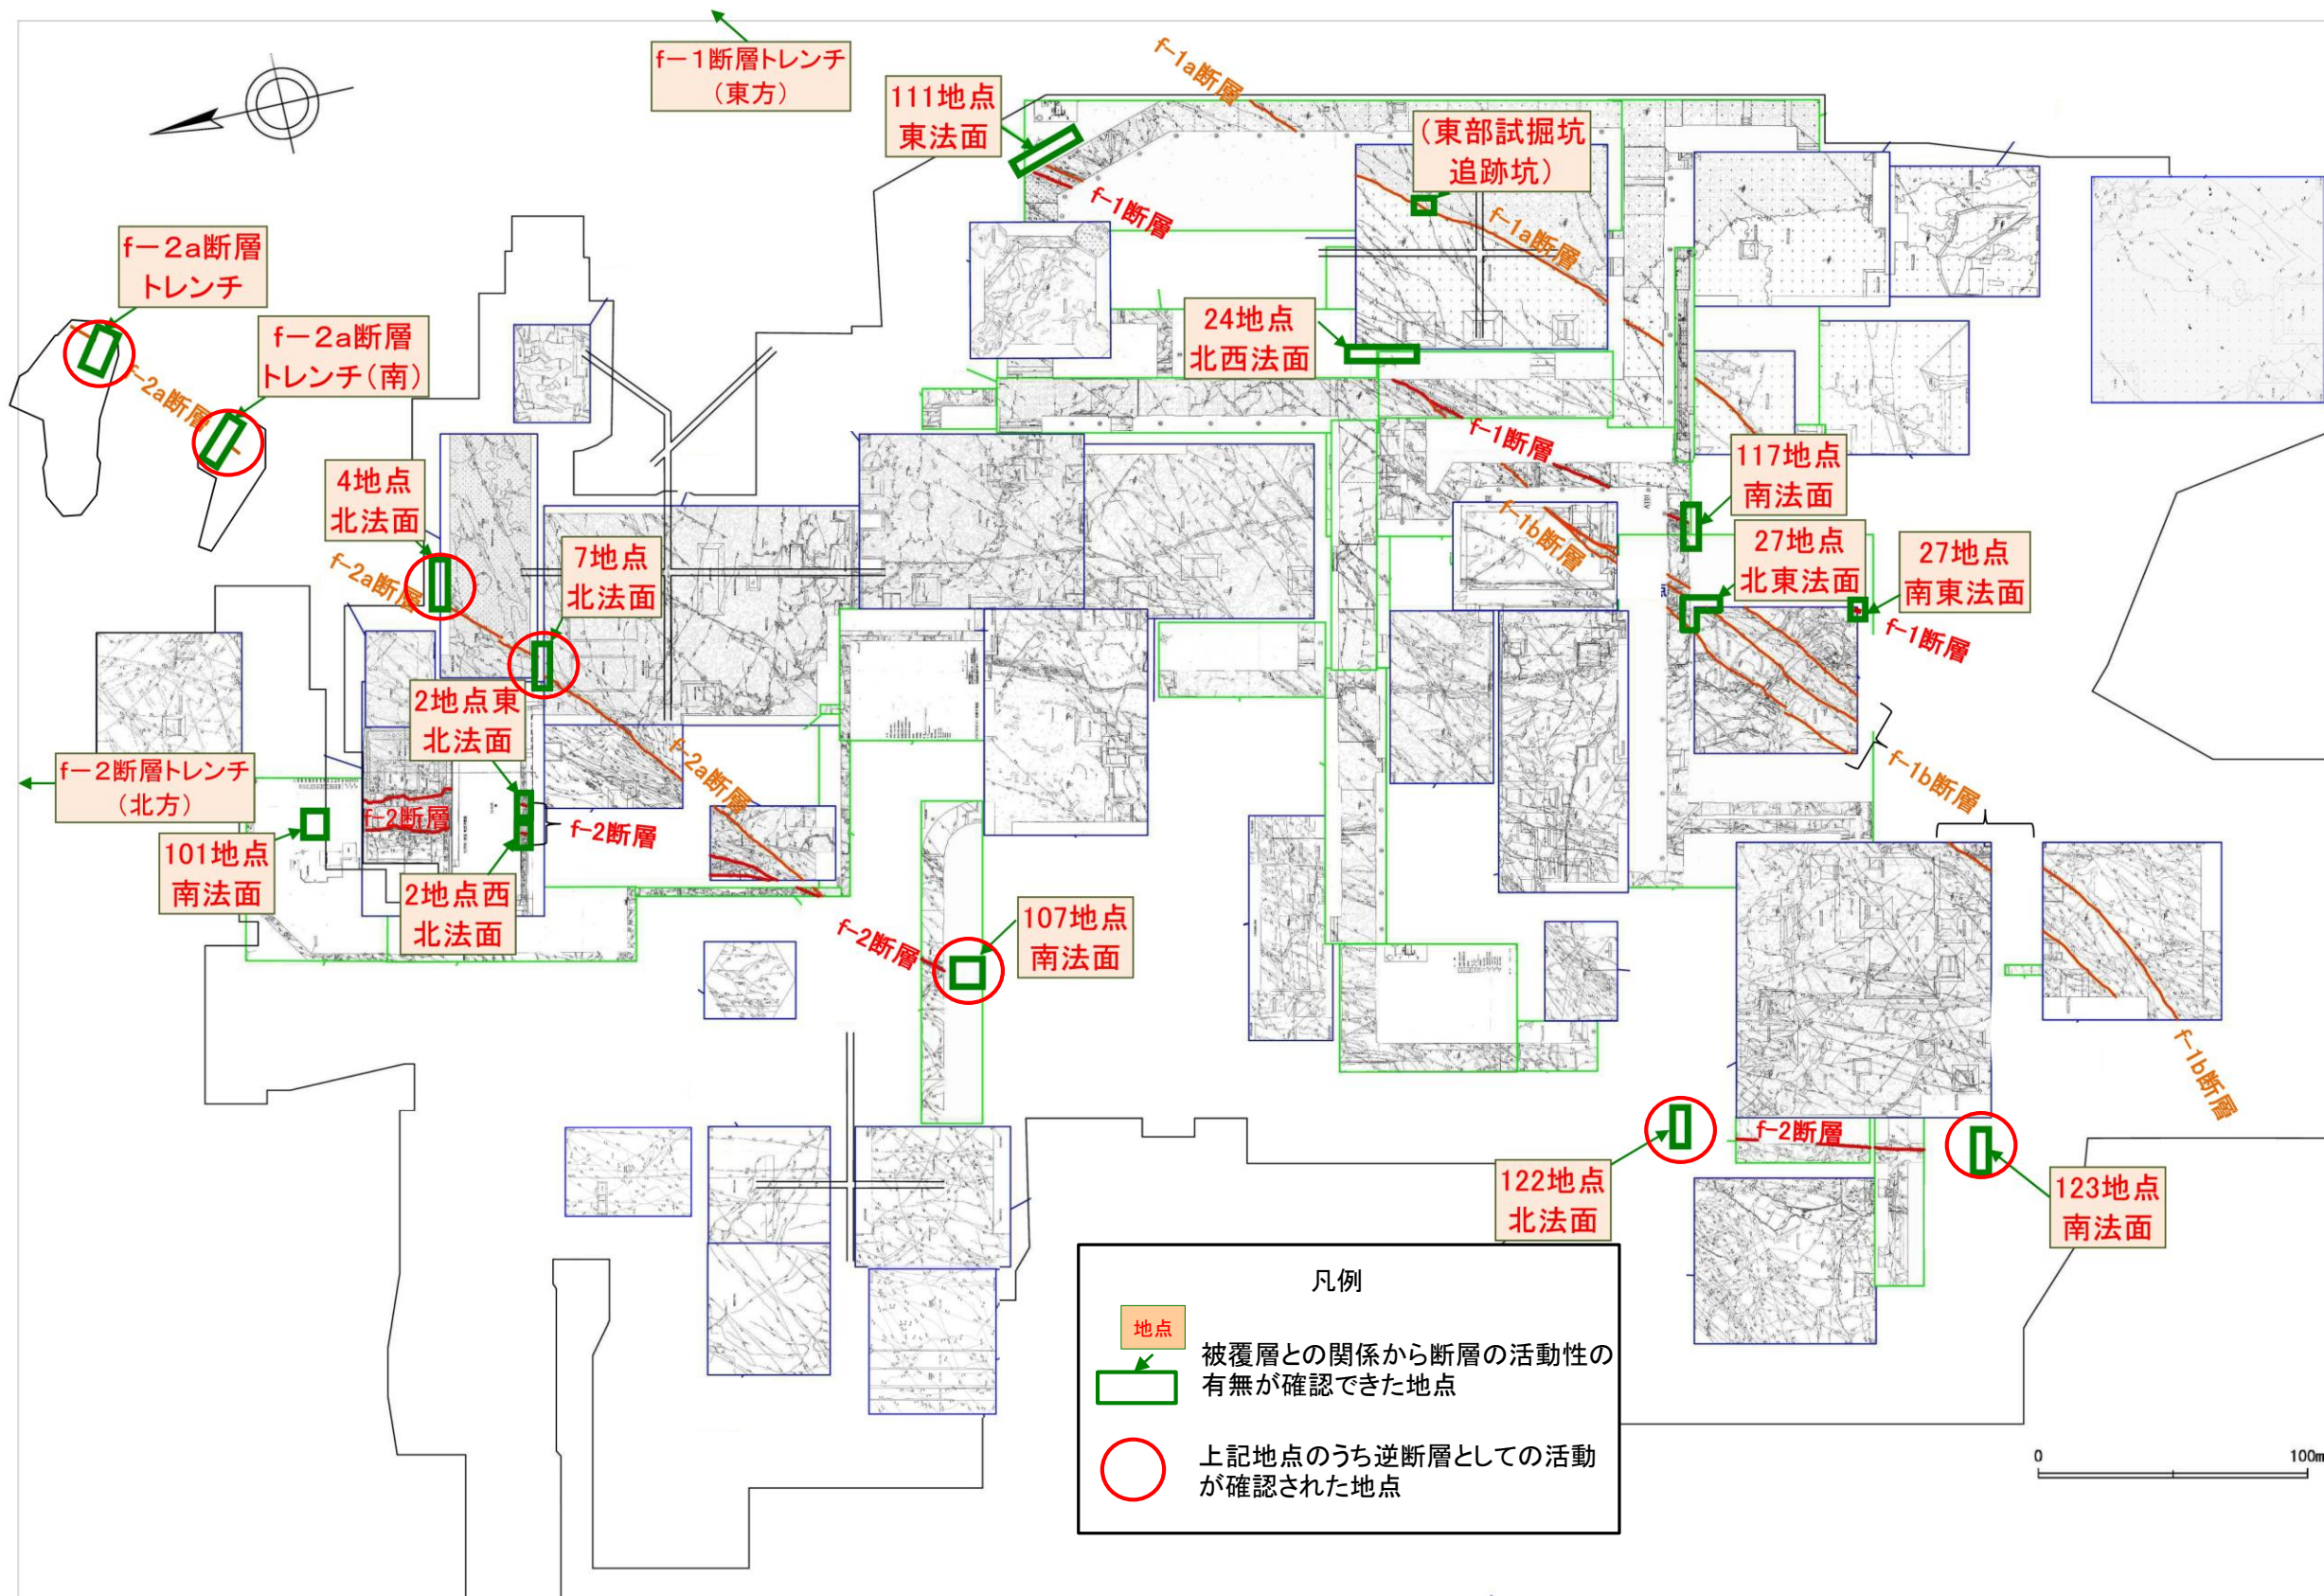 f-1断層トレンチ
(東方)
111地点
東法面
f-1a断層
(東部試掘坑
追跡坑)
f-1断層
f-1a断層
f-2a断層
トレンチ
f-2a断層
トレンチ(南)
f-2a断層
24地点
北西法面
f-1断層
4地点
北法面
117地点
南法面
7地点
北法面
f-1b断層
27地点
北東法面
27地点
南東法面
f-2a断層
f-1断層
2地点東
北法面
f-2断層トレンチ
(北方)
f-2a断層
f-1b断層
f-2断層
f-2断層
101地点
南法面
2地点西
北法面
f-2断層
107地点
南法面
f-1b断層
f-2断層
122地点
北法面
123地点
南法面
凡例
地点
被覆層との関係から断層の活動性の
有無が確認できた地点
上記地点のうち逆断層としての活動
が確認された地点
0 100m